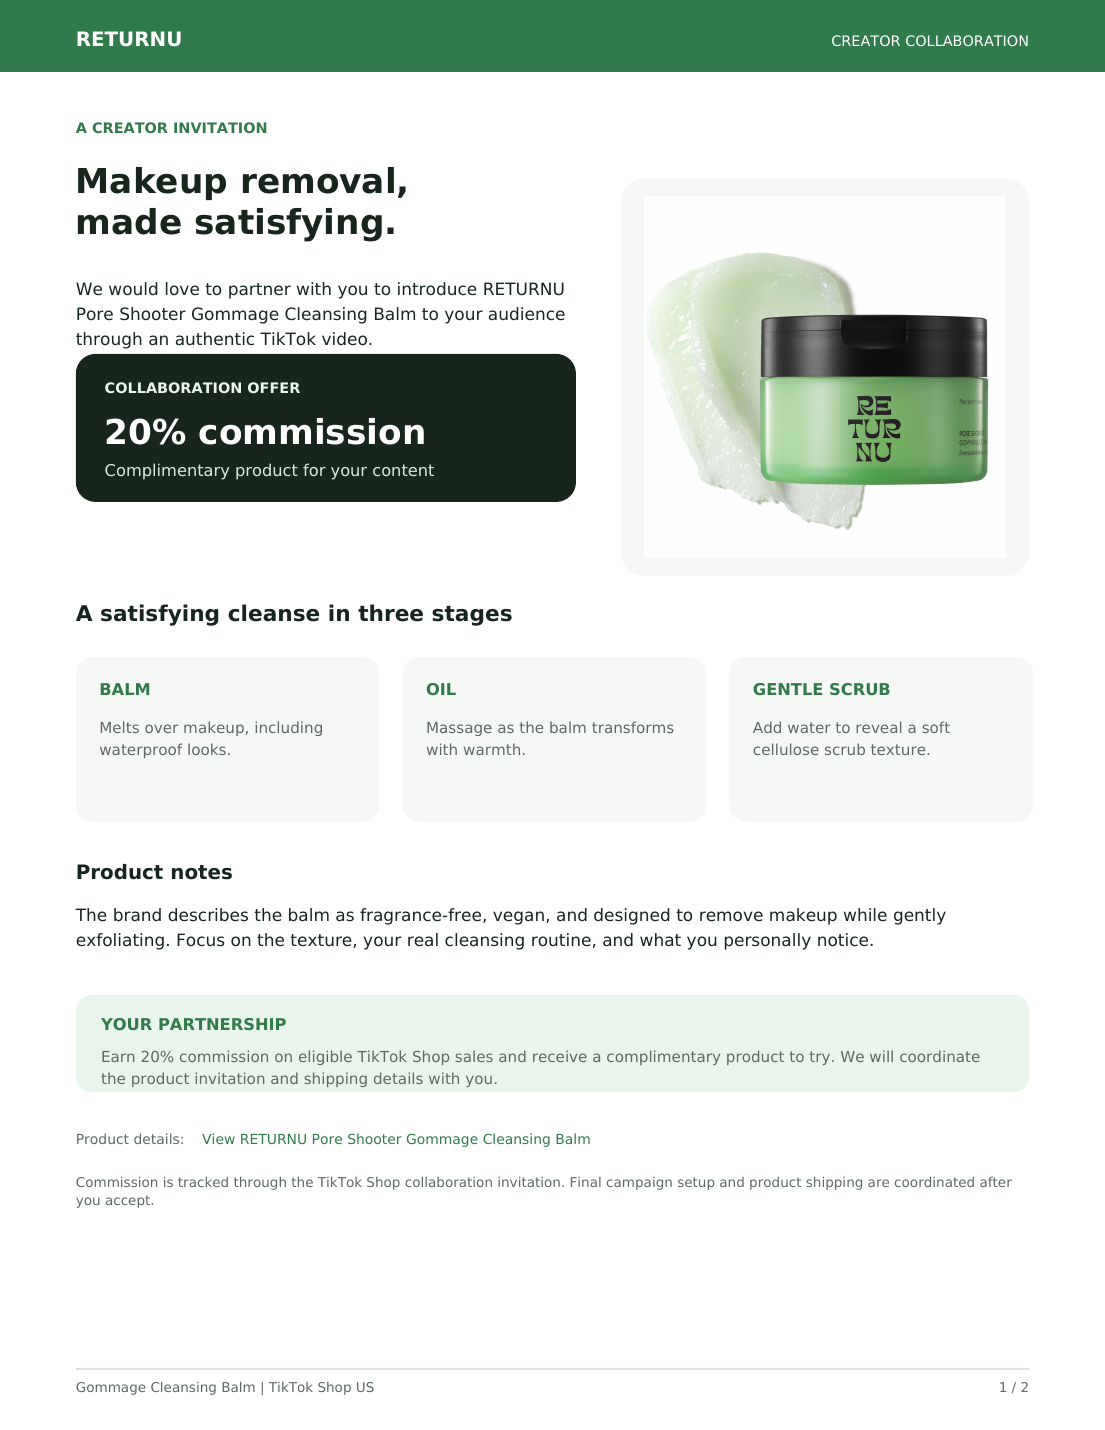 RETURNU
CREATOR COLLABORATION
A CREATOR INVITATION
Makeup removal,
made satisfying.
We would love to partner with you to introduce RETURNU
Pore Shooter Gommage Cleansing Balm to your audience
through an authentic TikTok video.
COLLABORATION OFFER
20% commission
Complimentary product for your content
RE
TUR
NU
A satisfying cleanse in three stages
BALM
Melts over makeup, including
waterproof looks.
OIL
Massage as the balm transforms
with warmth.
GENTLE SCRUB
Add water to reveal a soft
cellulose scrub texture.
Product notes
The brand describes the balm as fragrance-free, vegan, and designed to remove makeup while gently
exfoliating. Focus on the texture, your real cleansing routine, and what you personally notice.
YOUR PARTNERSHIP
Earn 20% commission on eligible TikTok Shop sales and receive a complimentary product to try. We will coordinate
the product invitation and shipping details with you.
Product details: View RETURNU Pore Shooter Gommage Cleansing Balm
Commission is tracked through the TikTok Shop collaboration invitation. Final campaign setup and product shipping are coordinated after
you accept.
Gommage Cleansing Balm | TikTok Shop US
1 / 2